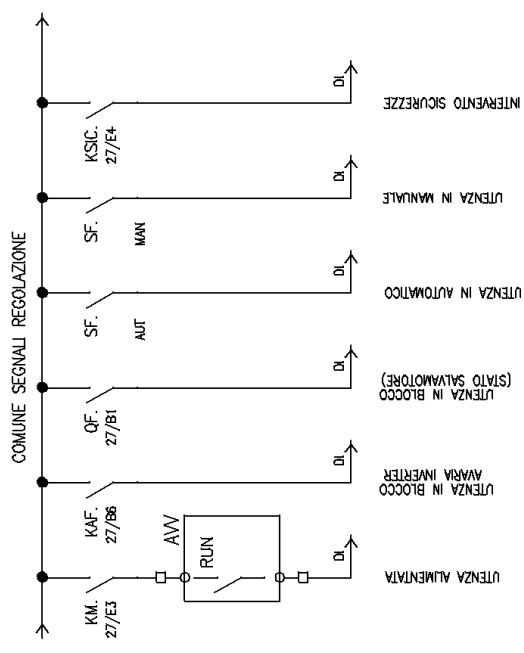 COMUNE SEGNALI REGOLAZIONE
KSIC.
27/E4
DI
INTERVENTO SICUREZZE
SF.
MAN
DI
UTENZA IN MANUALE
SF.
AUT
DI
UTENZA IN AUTOMATICO
QF.
27/B1
DI
UTENZA IN BLOCCO
(STATO SALVAMOTORE)
KAF.
27/B6
DI
UTENZA IN BLOCCO
AVARIA INVERTER
KM.
27/E3
AVV
RUN
DI
UTENZA ALIMENTATA